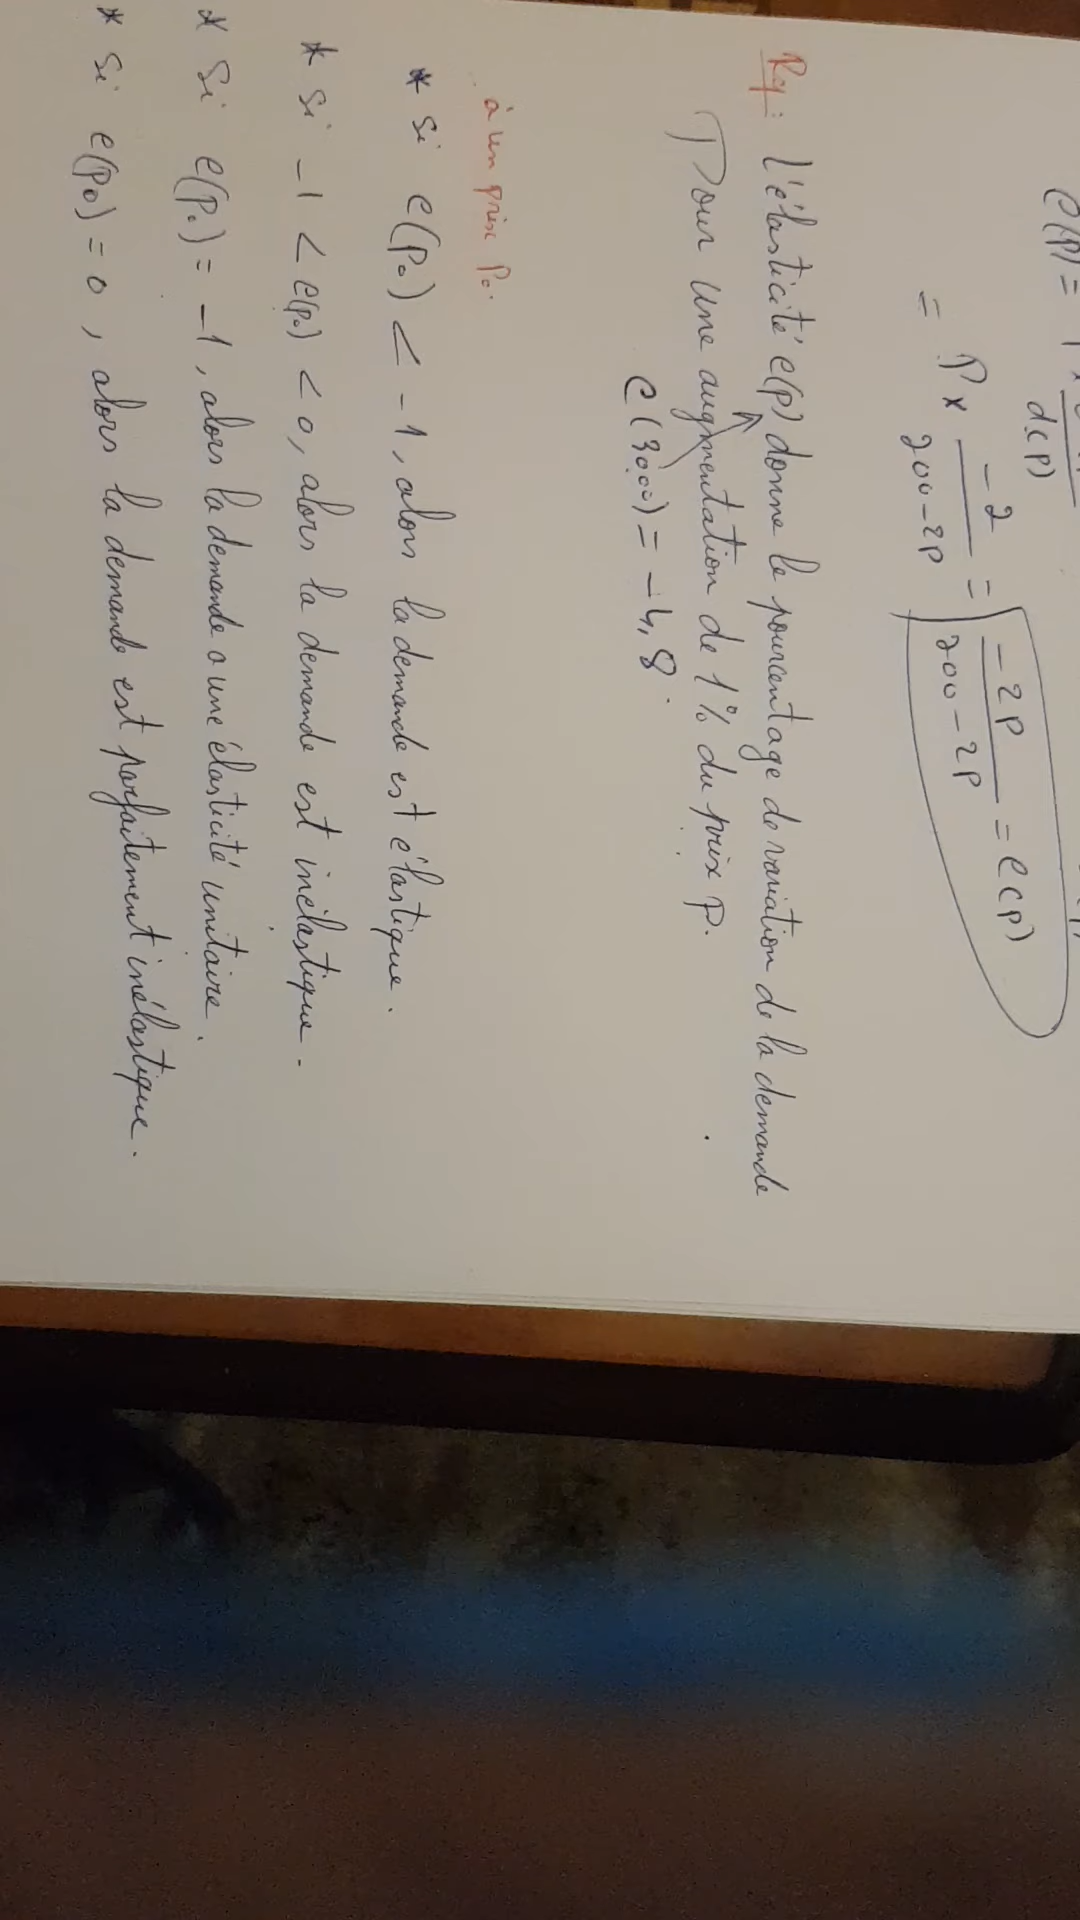 e(p) =
d(p)
= P × -2 / 200-2P = -2P / 200-2P = e(p)
Rq: l'élasticité e(p) donne le pourcentage de variation de la demande
Pour une augmentation de 1% du prix p.
e(3000) = -4,8.
à un prix P₀.
* si e(P₀) < -1, alors la demande est élastique.
* si -1 < e(P₀) < 0, alors la demande est inélastique.
* si e(P₀) = -1, alors la demande a une élasticité unitaire.
* si e(P₀) = 0, alors la demande est parfaitement inélastique.